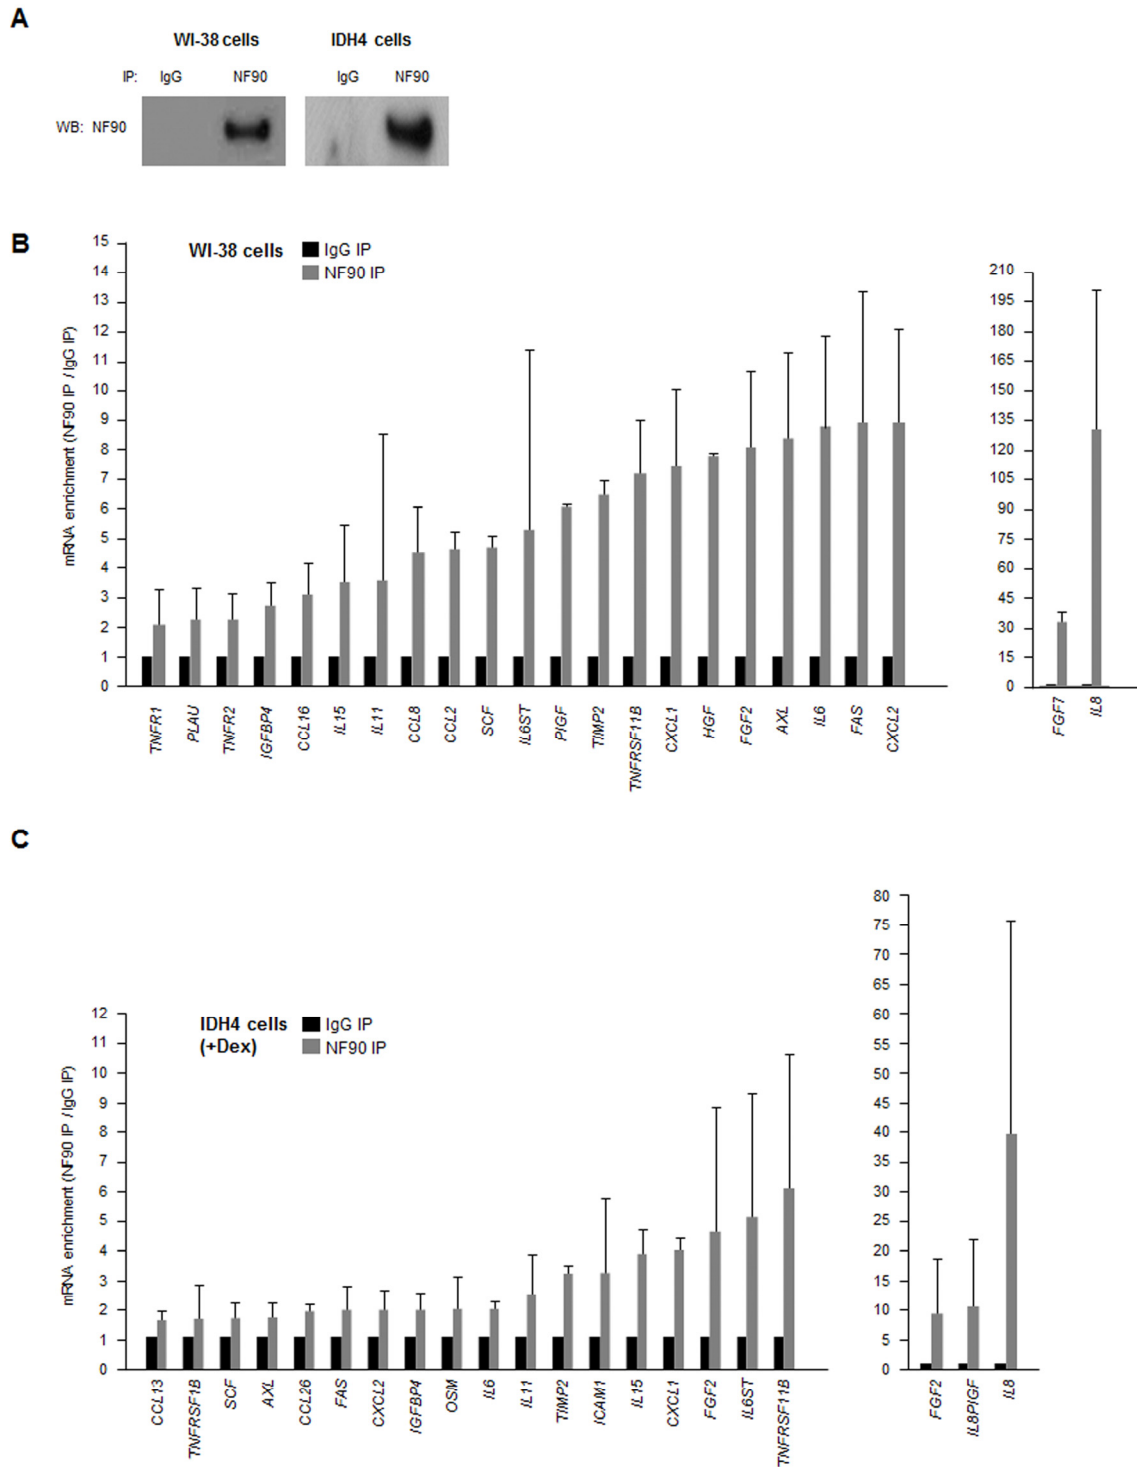 A
WI-38 cells
IDH4 cells
IP: IgG NF90 IgG NF90
WB: NF90
B
WI-38 cells
IgG IP
NF90 IP
mRNA enrichment (NF90 IP / IgG IP)
15
14
13
12
11
10
9
8
7
6
5
4
3
2
1
0
TNFR1
PLAU
TNFR2
IGFBP4
CCL16
IL15
IL11
CCL8
CCL2
SCF
IL6ST
PIGF
TIMP2
TNFRSF11B
CXCL1
HGF
FGF2
AXL
IL6
FAS
CXCL2
210
195
180
165
150
135
120
105
90
75
60
45
30
15
0
FGF7
IL8
C
IDH4 cells
(+Dex)
IgG IP
NF90 IP
mRNA enrichment (NF90 IP / IgG IP)
12
11
10
9
8
7
6
5
4
3
2
1
0
CCL13
TNFRSF1B
SCF
AXL
CCL26
FAS
CXCL2
IGFBP4
OSM
IL6
IL11
TIMP2
ICAM1
IL15
CXCL1
FGF2
IL6ST
TNFRSF11B
80
75
70
65
60
55
50
45
40
35
30
25
20
15
10
5
0
FGF2
IL8PIGF
IL8